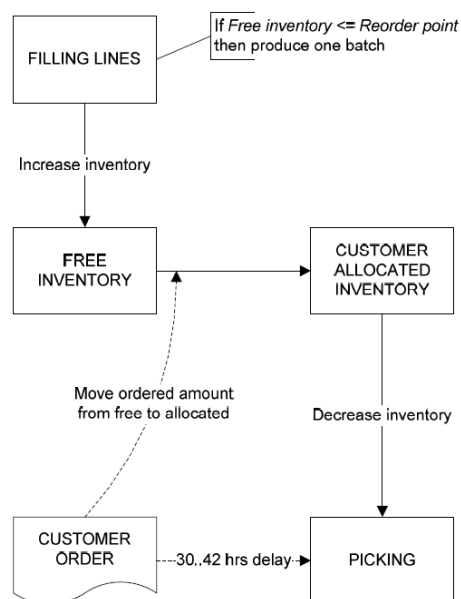 If Free inventory <= Reorder point
then produce one batch
FILLING LINES
Increase inventory
FREE
INVENTORY
CUSTOMER
ALLOCATED
INVENTORY
Move ordered amount
from free to allocated
Decrease inventory
CUSTOMER
ORDER
30..42 hrs delay
PICKING